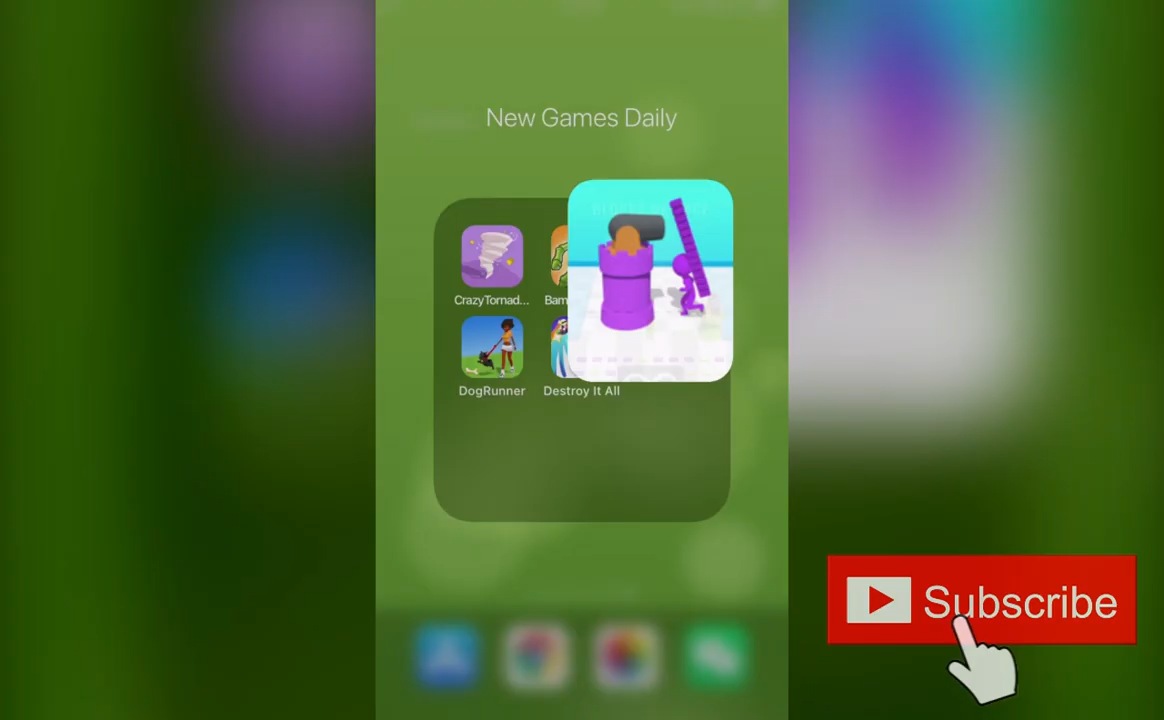 New Games Daily
CrazyTornad...
Bam
DogRunner
Destroy It All
Subscribe